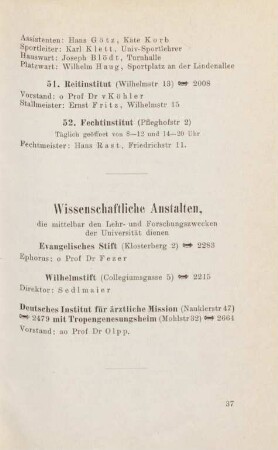 Assistenten: Hans Götz, Käte Korb
Sportleiter: Karl Klett, Univ-Sportlehrer
Hauswart: Joseph Blödt, Turnhalle
Platzwart: Wilhelm Haug, Sportplatz an der Lindenallee
51. Reitinstitut (Wilhelmstr 13) 2008
Vorstand: o Prof Dr v Köhler
Stallmeister: Ernst Fritz, Wilhelmstr 15
52. Fechtinstitut (Pfleghofstr 2)
Täglich geöffnet von 8—12 und 14—20 Uhr
Fechtmeister: Hans Rast, Friedrichstr 11.
Wissenschaftliche Anstalten,
die mittelbar den Lehr- und Forschungszwecken
der Universität dienen
Evangelisches Stift (Klosterberg 2) 2283
Ephorus: o Prof Dr Fezer
Wilhelmstift (Collegiumsgasse 5) 2215
Direktor: Sedlmaier
Deutsches Institut für ärztliche Mission (Nauklerstr 47)
2479 mit Tropengenesungsheim (Mohlstr 92) 2664
Vorstand: ao Prof Dr Olpp.
37